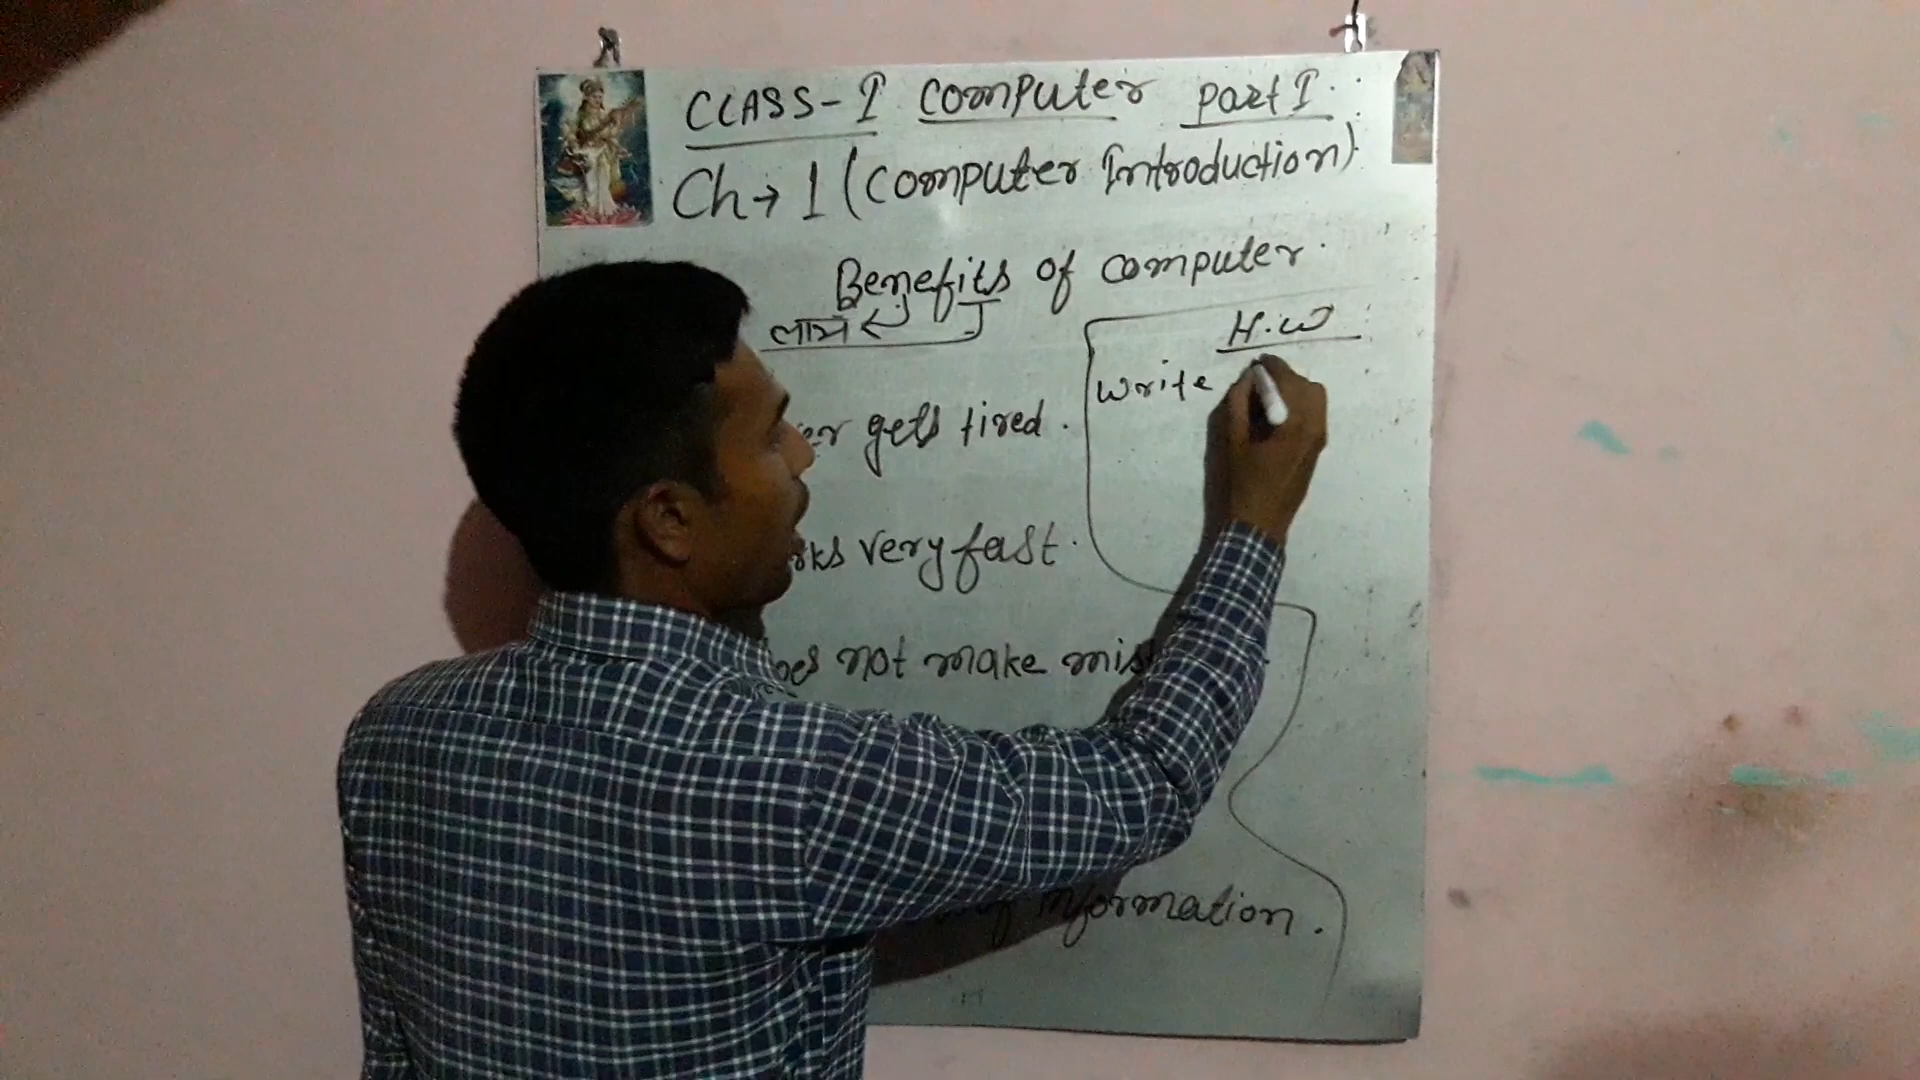 CLASS-I Computer Part I.
Ch→1 (Computer Introduction)
Benefits of computer.
लाभ
H.W
Write
gets tired.
very fast.
not make
information.